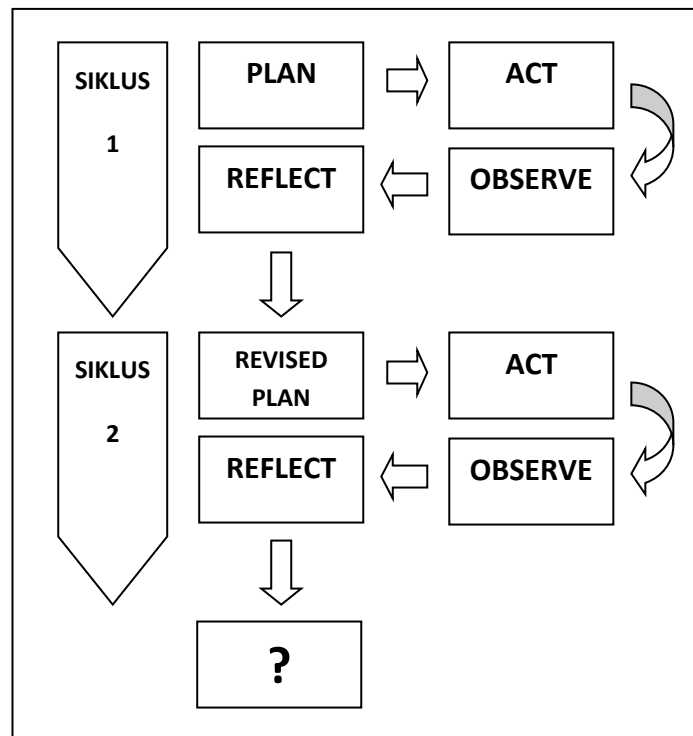 SIKLUS
1
PLAN
ACT
REFLECT
OBSERVE
SIKLUS
2
REVISED
PLAN
ACT
REFLECT
OBSERVE
?